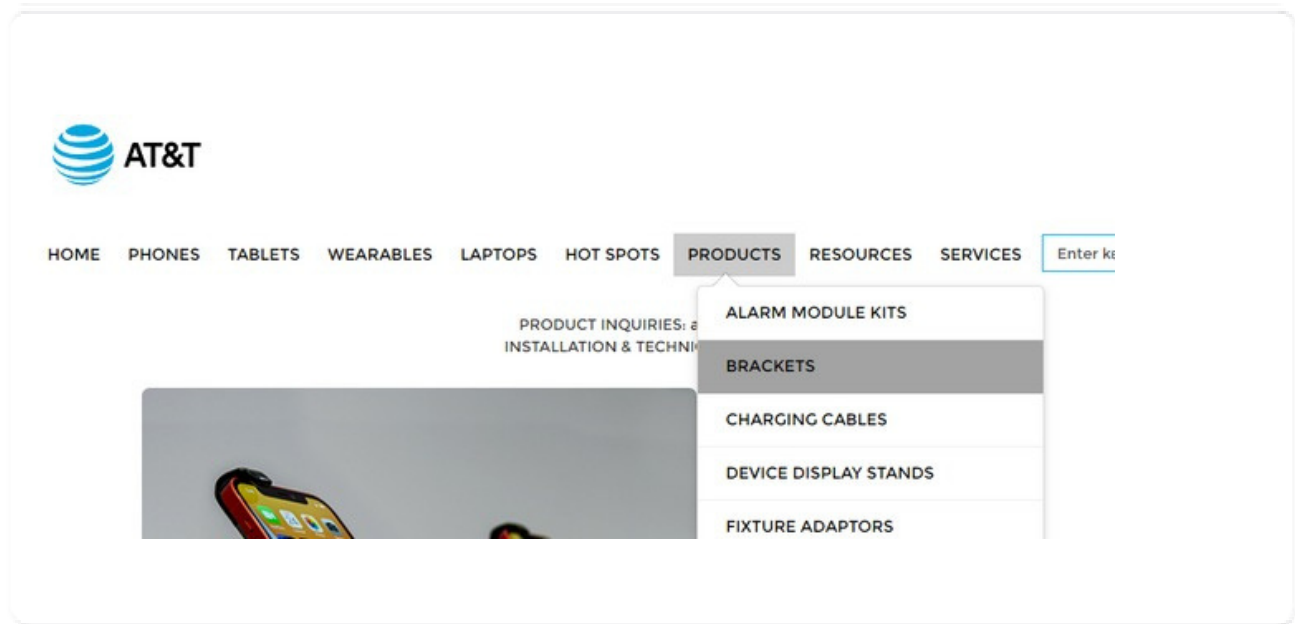 AT&T
HOME PHONES TABLETS WEARABLES LAPTOPS HOT SPOTS PRODUCTS RESOURCES SERVICES Enter
PRODUCT INQUIRIES:
INSTALLATION &
ALARM MODULE KITS
BRACKETS
CHARGING CABLES
DEVICE DISPLAY STANDS
FIXTURE ADAPTORS